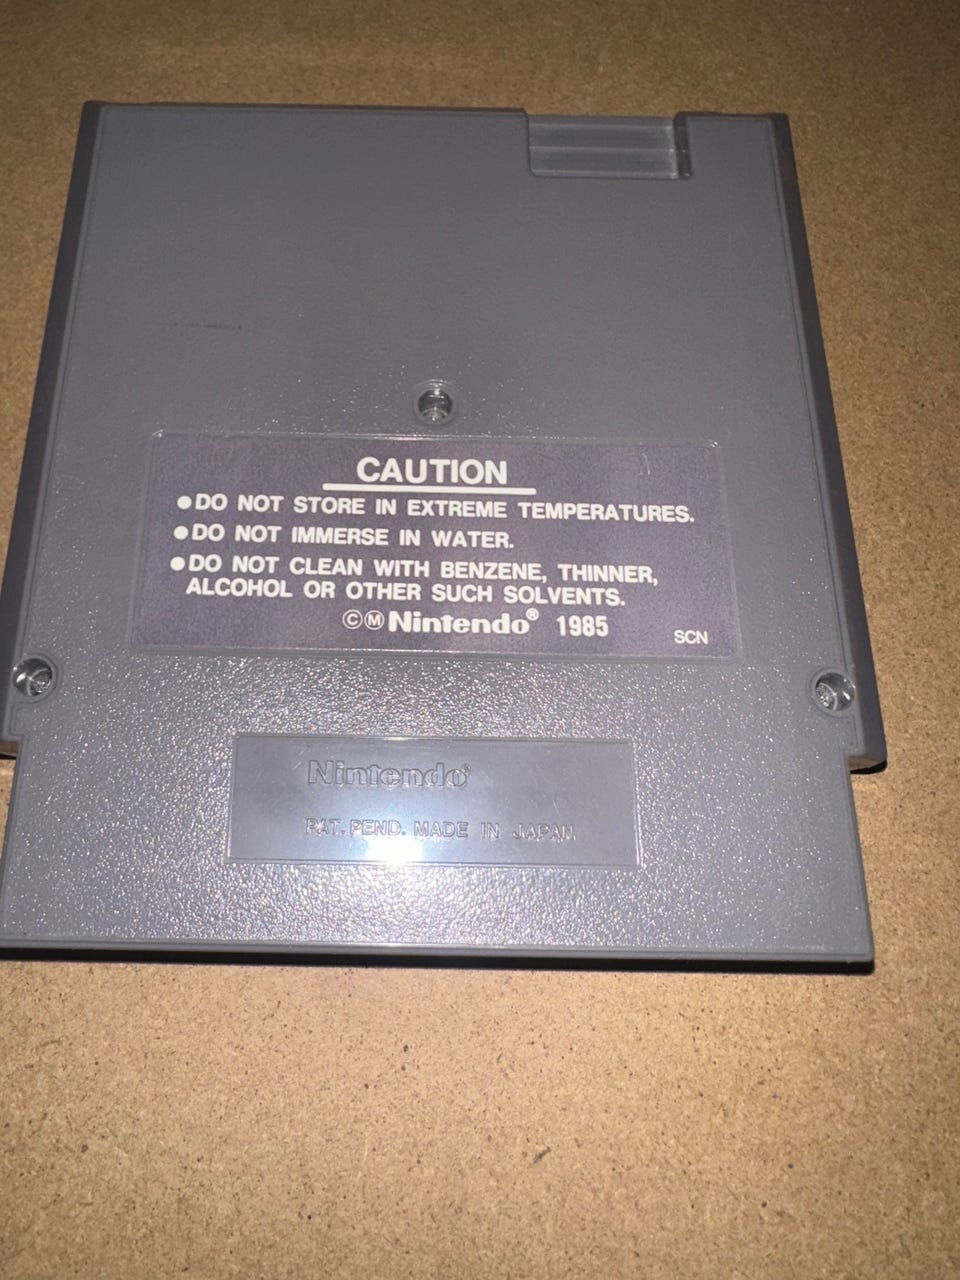 CAUTION
●DO NOT STORE IN EXTREME TEMPERATURES.
●DO NOT IMMERSE IN WATER.
●DO NOT CLEAN WITH BENZENE, THINNER,
ALCOHOL OR OTHER SUCH SOLVENTS.
ⒸⓂNintendo® 1985
SCN
Nintendo®
PAT. PEND. MADE IN JAPAN